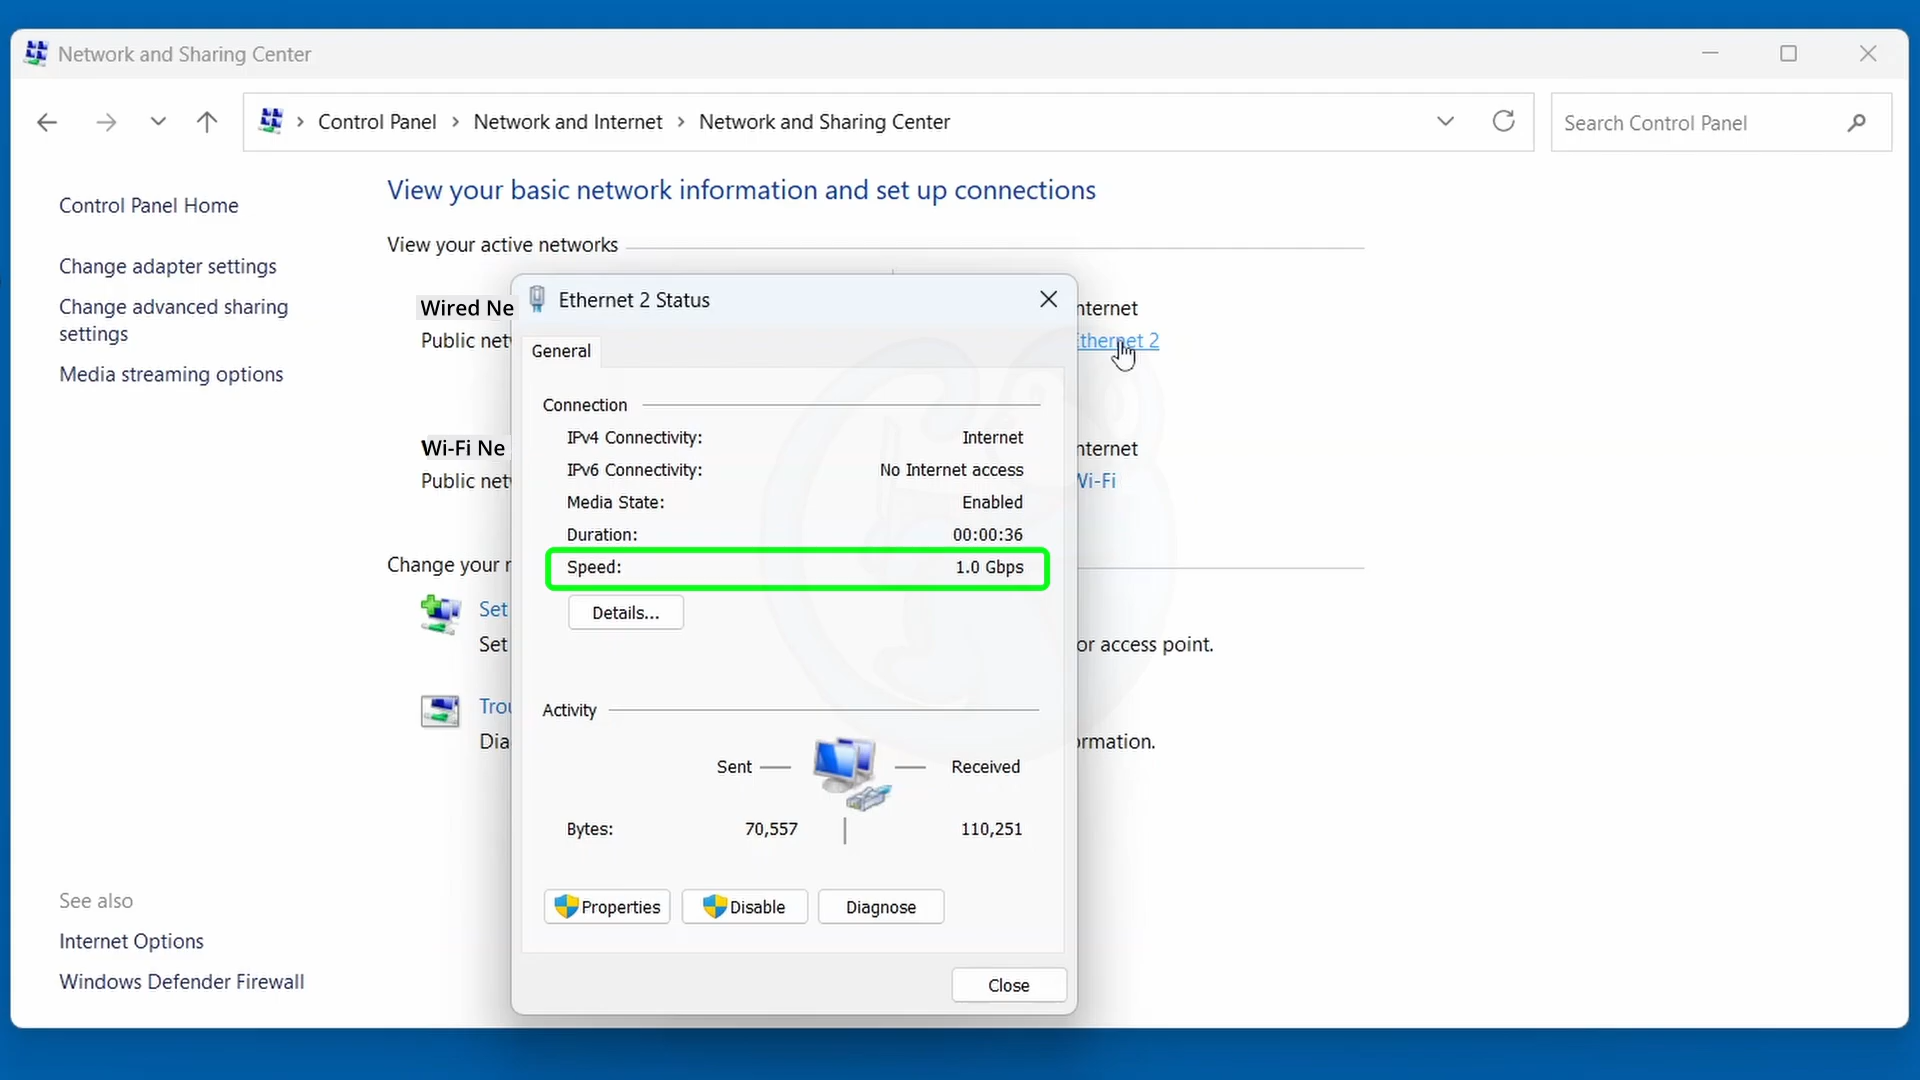 Network and Sharing Center
Control Panel > Network and Internet > Network and Sharing Center
Search Control Panel
Control Panel Home
Change adapter settings
Change advanced sharing
settings
Media streaming options
See also
Internet Options
Windows Defender Firewall
View your basic network information and set up connections
View your active networks
Wired Ne
Public net
nternet
thernet 2
Wi-Fi Ne
Public net
nternet
Wi-Fi
Change your
Set
Set
or access point.
Trou
Dia
rmation.
Ethernet 2 Status
General
Connection
IPv4 Connectivity: Internet
IPv6 Connectivity: No Internet access
Media State: Enabled
Duration: 00:00:36
Speed: 1.0 Gbps
Details...
Activity
Sent Received
Bytes: 70,557 110,251
Properties Disable Diagnose
Close